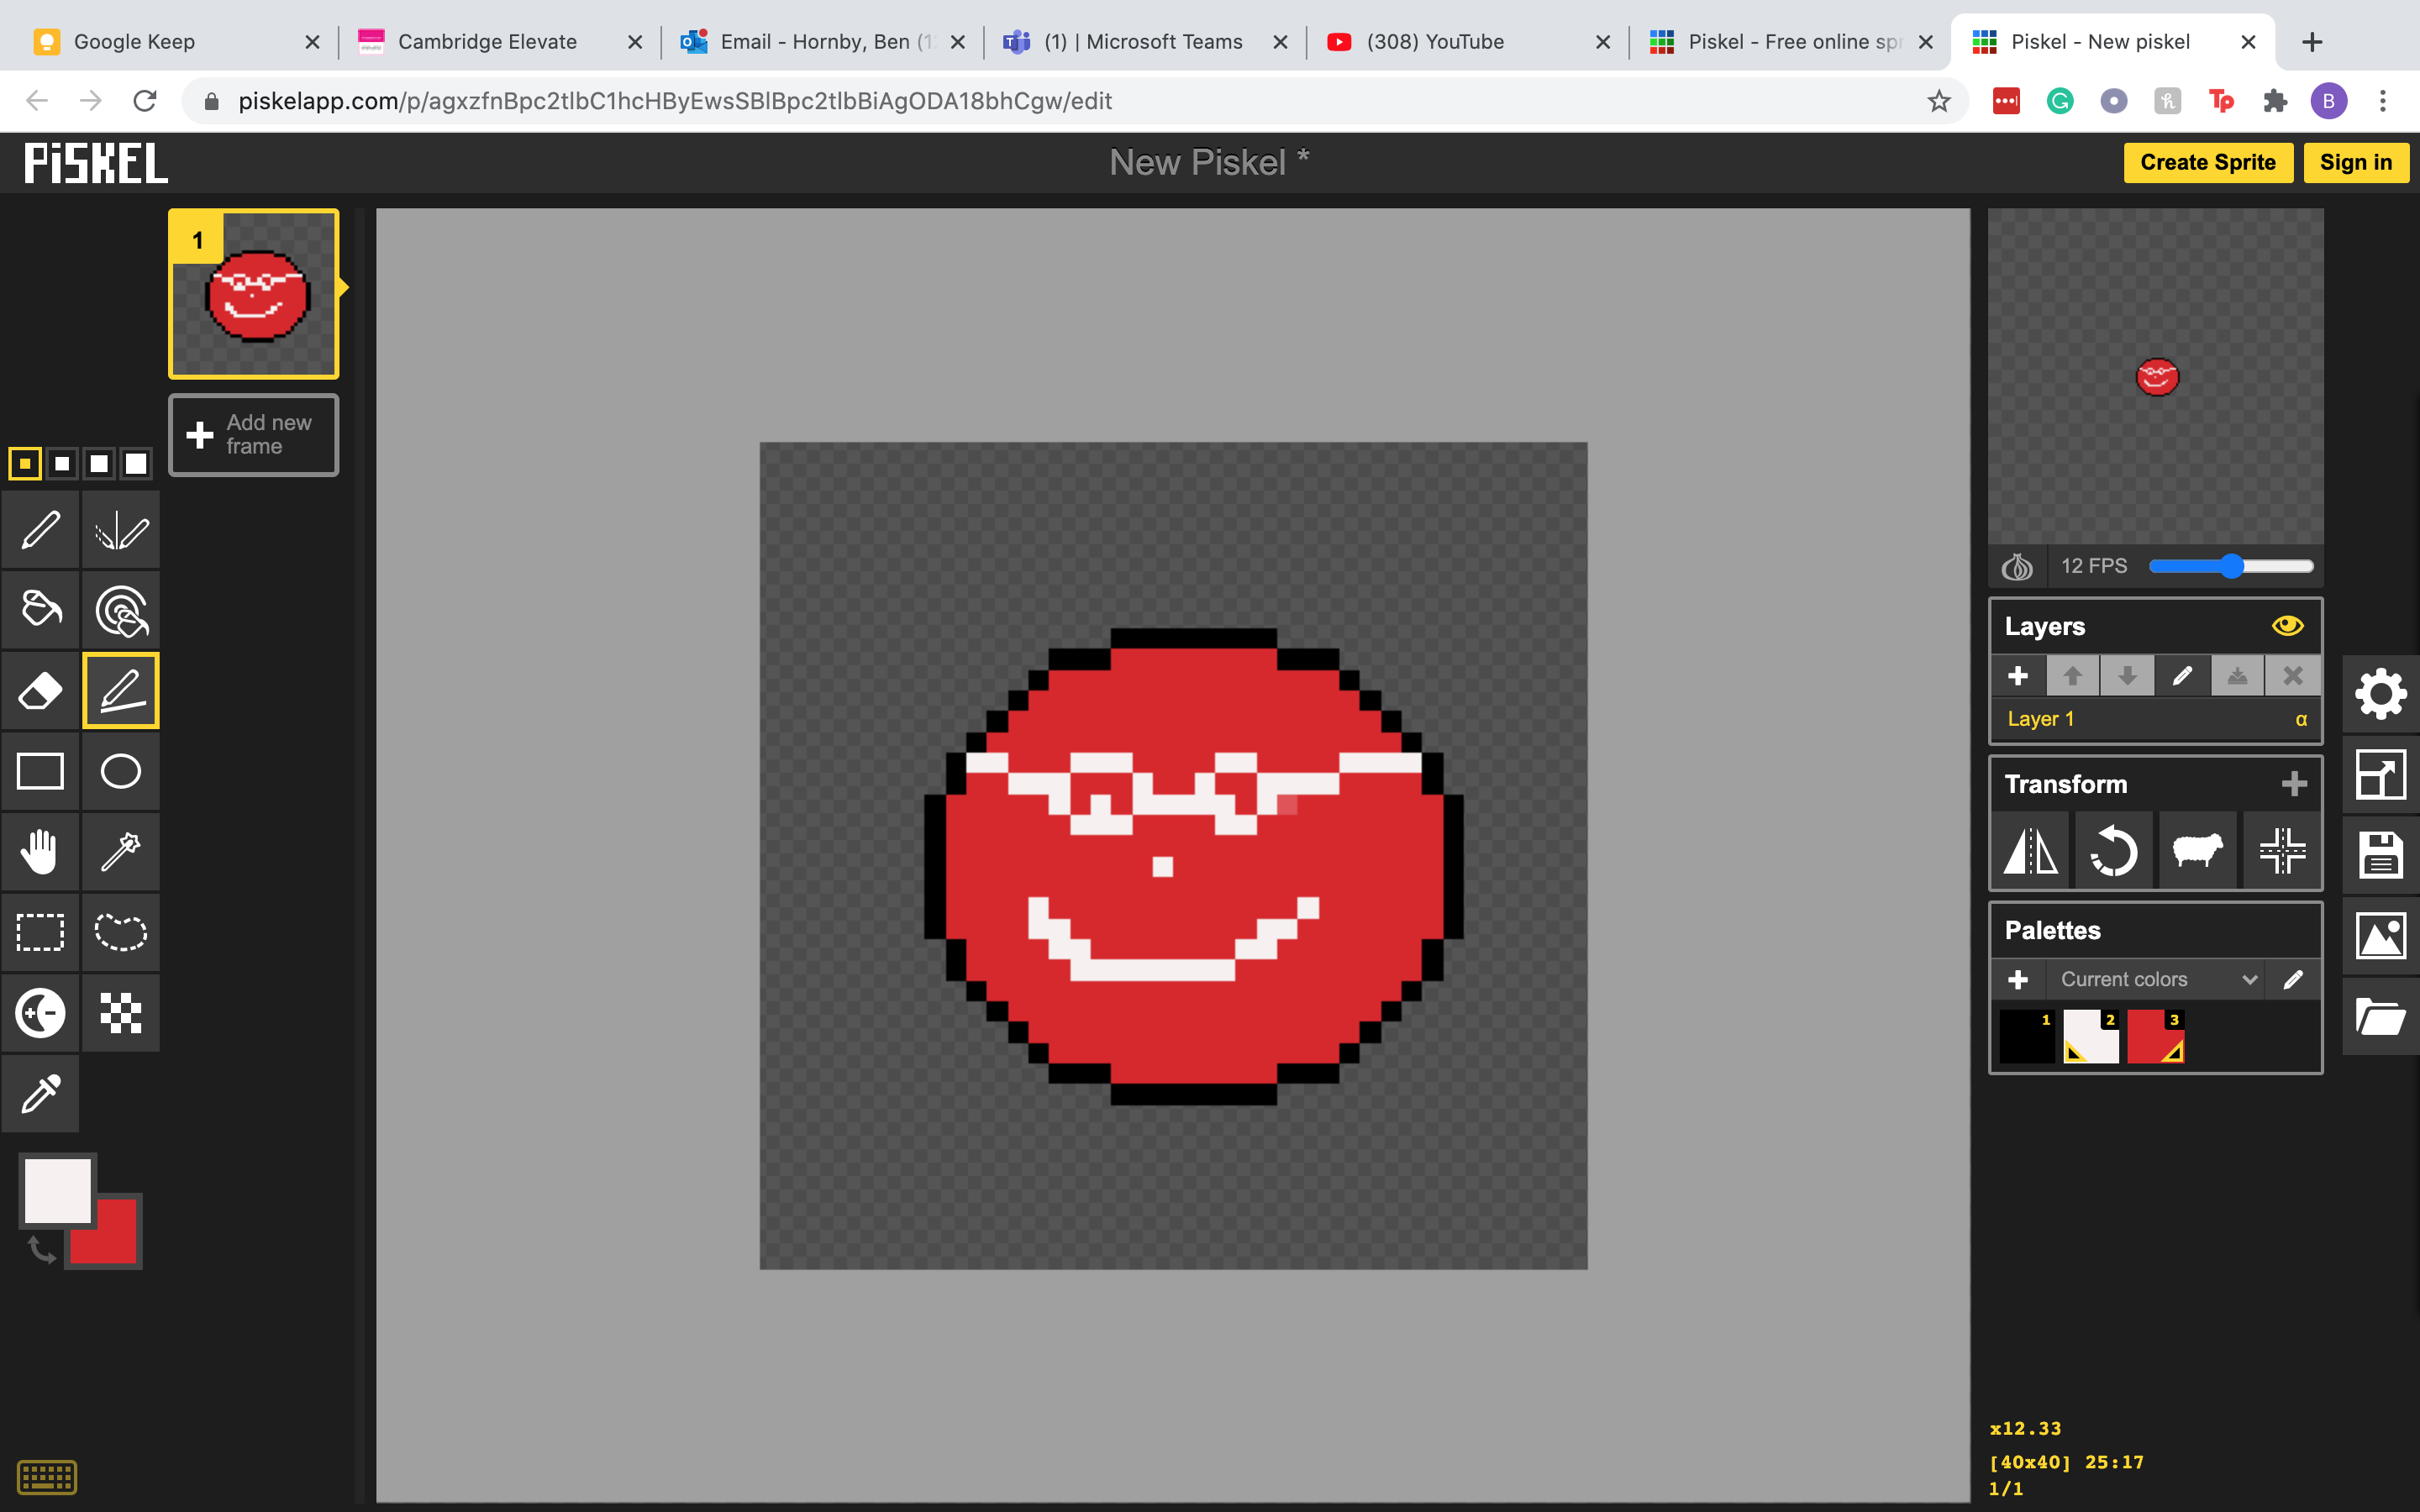 Google Keep
Cambridge Elevate
Email - Hornby, Ben (1
(1) | Microsoft Teams
(308) YouTube
Piskel - Free online spr
Piskel - New piskel
piskelapp.com/p/agxzfnBpc2tlbC1hcHByEwsSBlBpc2tlbBiAgODA18bhCgw/edit
Tp
B
PiSKEL
New Piskel *
Create Sprite
Sign in
1
Add new
frame
12 FPS
Layers
Layer 1
α
Transform
Palettes
Current colors
1
2
3
x12.33
[40x40] 25:17
1/1